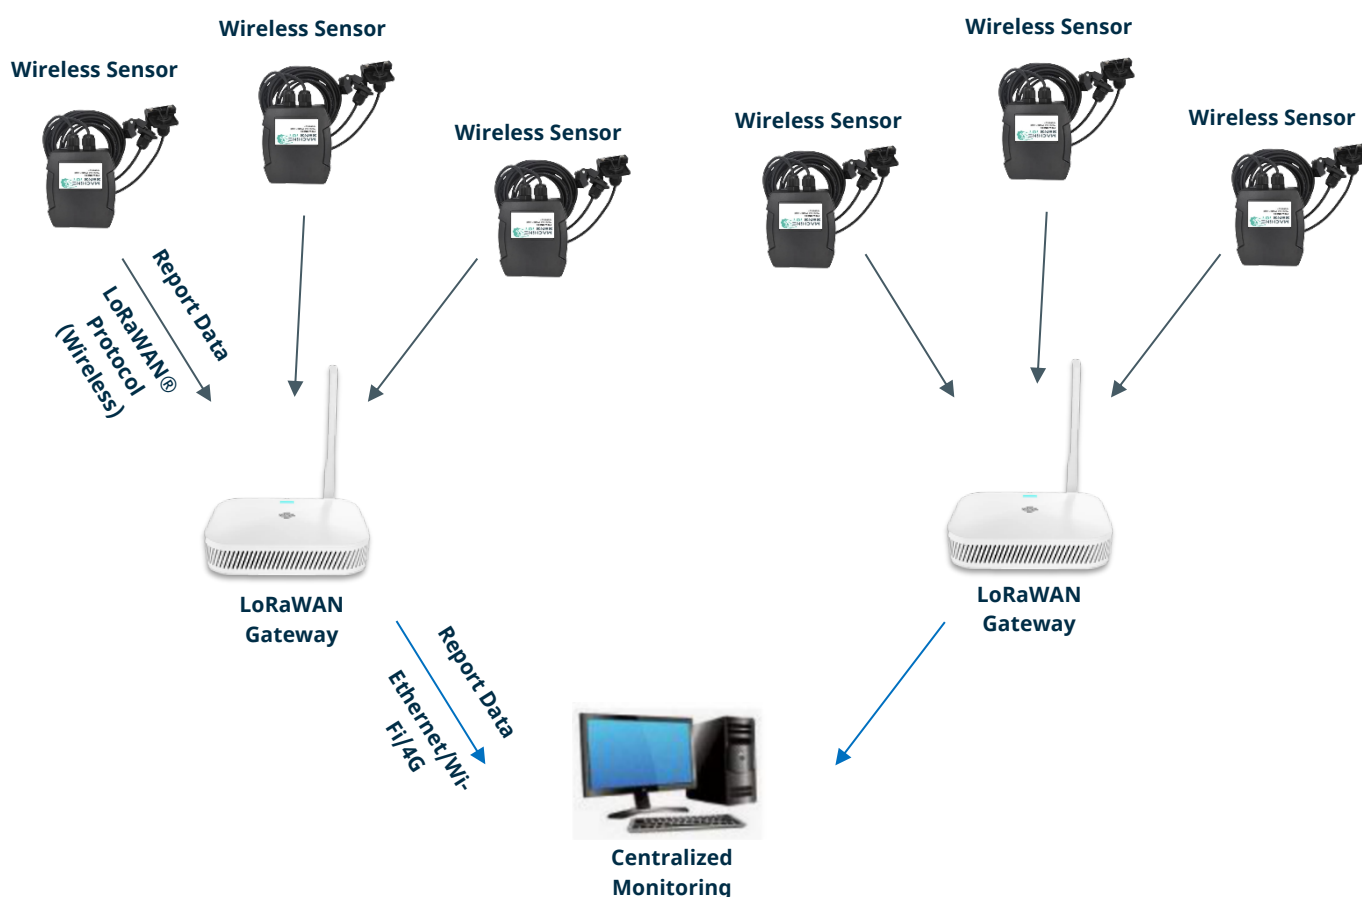 Wireless Sensor
Wireless Sensor
Wireless Sensor
Wireless Sensor
Wireless Sensor
Wireless Sensor
Report Data
LoRaWAN®
Protocol
(Wireless)
LoRaWAN
Gateway
LoRaWAN
Gateway
Report Data
Ethernet/Wi-
Fi/4G
Centralized
Monitoring